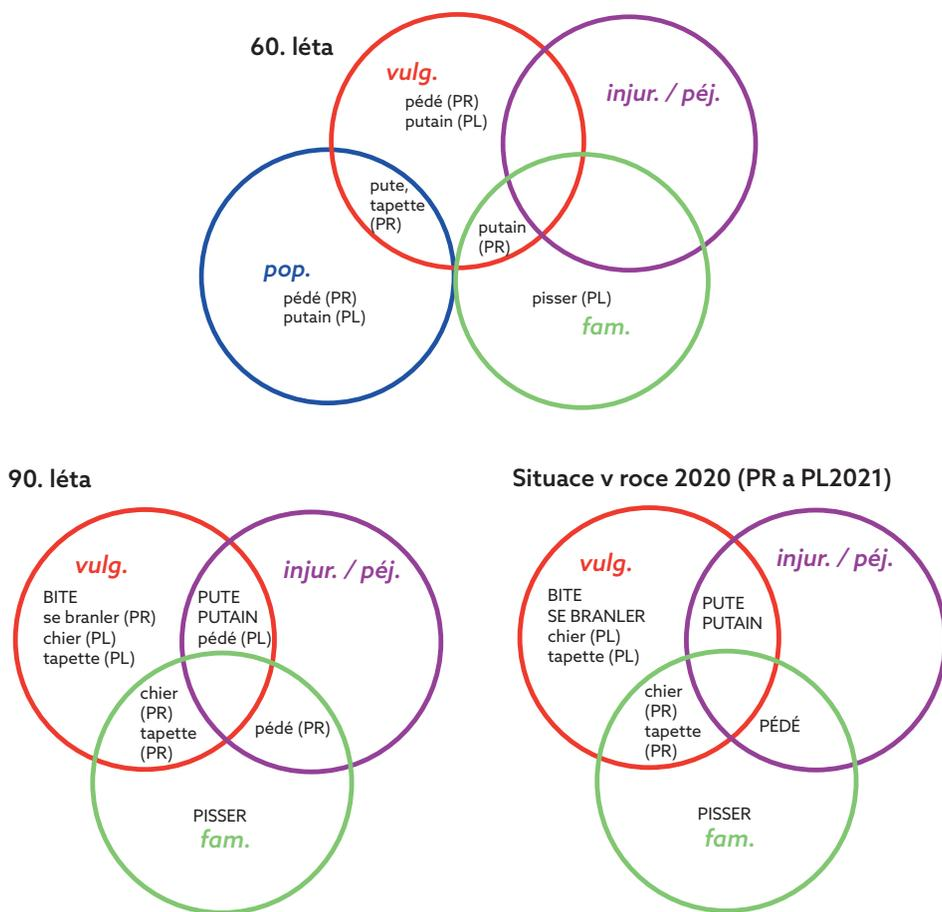 60. léta
vulg.
pédé (PR)
putain (PL)
injur. / péj.
pute,
tapette
(PR)
putain
(PR)
pop.
pédé (PR)
putain (PL)
pisser (PL)
fam.
90. léta
vulg.
BITE
se branler (PR)
chier (PL)
tapette (PL)
PUTE
PUTAIN
pédé (PL)
injur. / péj.
chier
(PR)
tapette
(PR)
pédé (PR)
PISSER
fam.
Situace v roce 2020 (PR a PL2021)
vulg.
BITE
SE BRANLER
chier (PL)
tapette (PL)
PUTE
PUTAIN
injur. / péj.
chier
(PR)
tapette
(PR)
PÉDÉ
PISSER
fam.